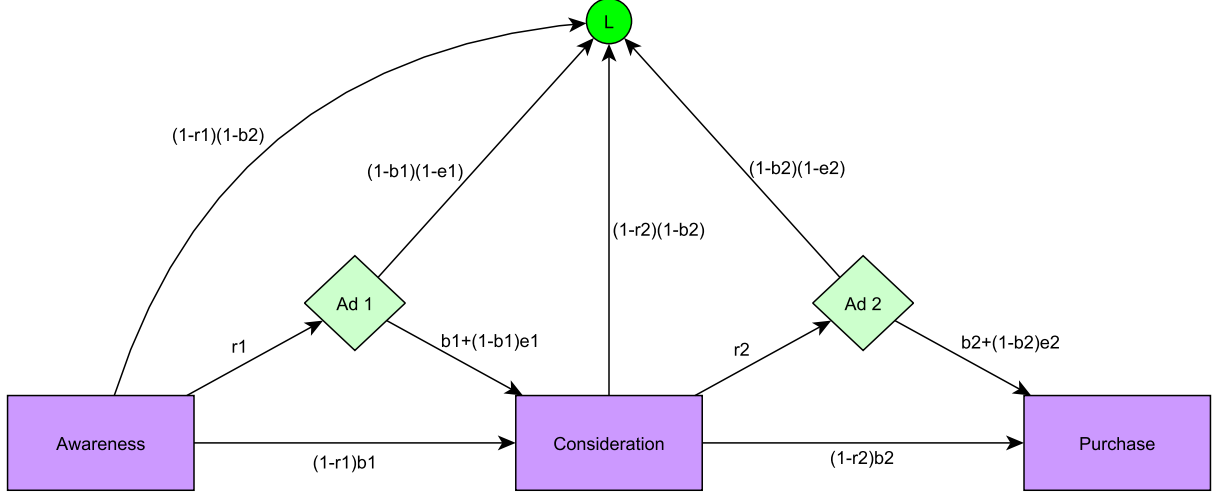 L
(1-r1)(1-b2)
(1-b1)(1-e1)
(1-b2)(1-e2)
(1-r2)(1-b2)
Ad 1
Ad 2
r1
b1+(1-b1)e1
r2
b2+(1-b2)e2
Awareness
Consideration
Purchase
(1-r1)b1
(1-r2)b2